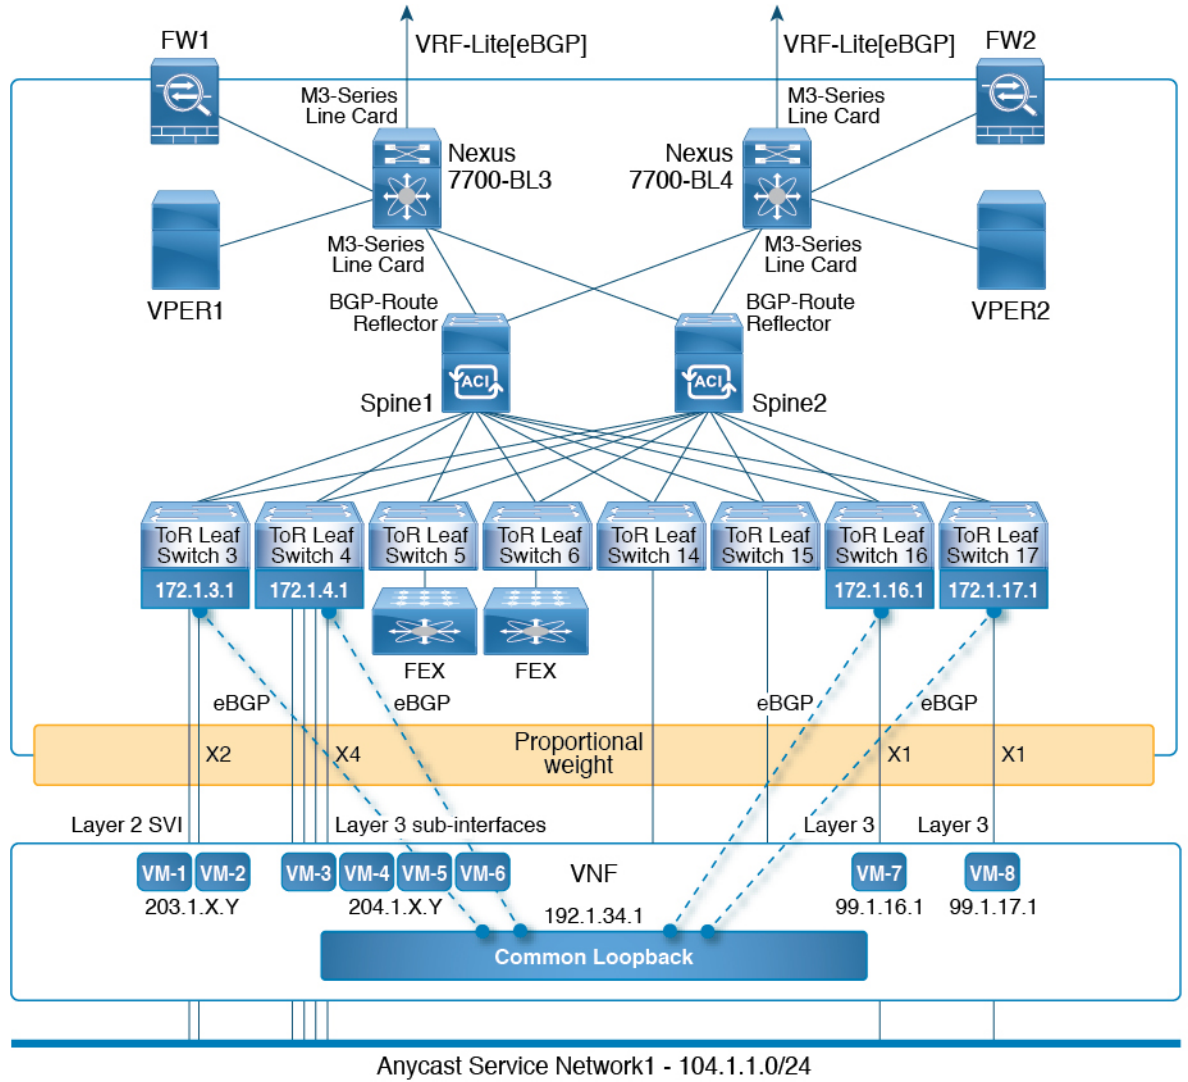 FW1
VRF-Lite[eBGP]
VRF-Lite[eBGP]
FW2
M3-Series
Line Card
M3-Series
Line Card
Nexus
7700-BL3
Nexus
7700-BL4
M3-Series
Line Card
M3-Series
Line Card
VPER1
BGP-Route
Reflector
BGP-Route
Reflector
VPER2
ACI
ACI
Spine1
Spine2
ToR Leaf
Switch 3
ToR Leaf
Switch 4
ToR Leaf
Switch 5
ToR Leaf
Switch 6
ToR Leaf
Switch 14
ToR Leaf
Switch 15
ToR Leaf
Switch 16
ToR Leaf
Switch 17
172.1.3.1
172.1.4.1
172.1.16.1
172.1.17.1
FEX
FEX
eBGP
eBGP
eBGP
eBGP
X2
X4
Proportional
weight
X1
X1
Layer 2 SVI
Layer 3 sub-interfaces
Layer 3
Layer 3
VM-1
VM-2
VM-3
VM-4
VM-5
VM-6
VNF
VM-7
VM-8
203.1.X.Y
204.1.X.Y
192.1.34.1
99.1.16.1
99.1.17.1
Common Loopback
Anycast Service Network1 - 104.1.1.0/24